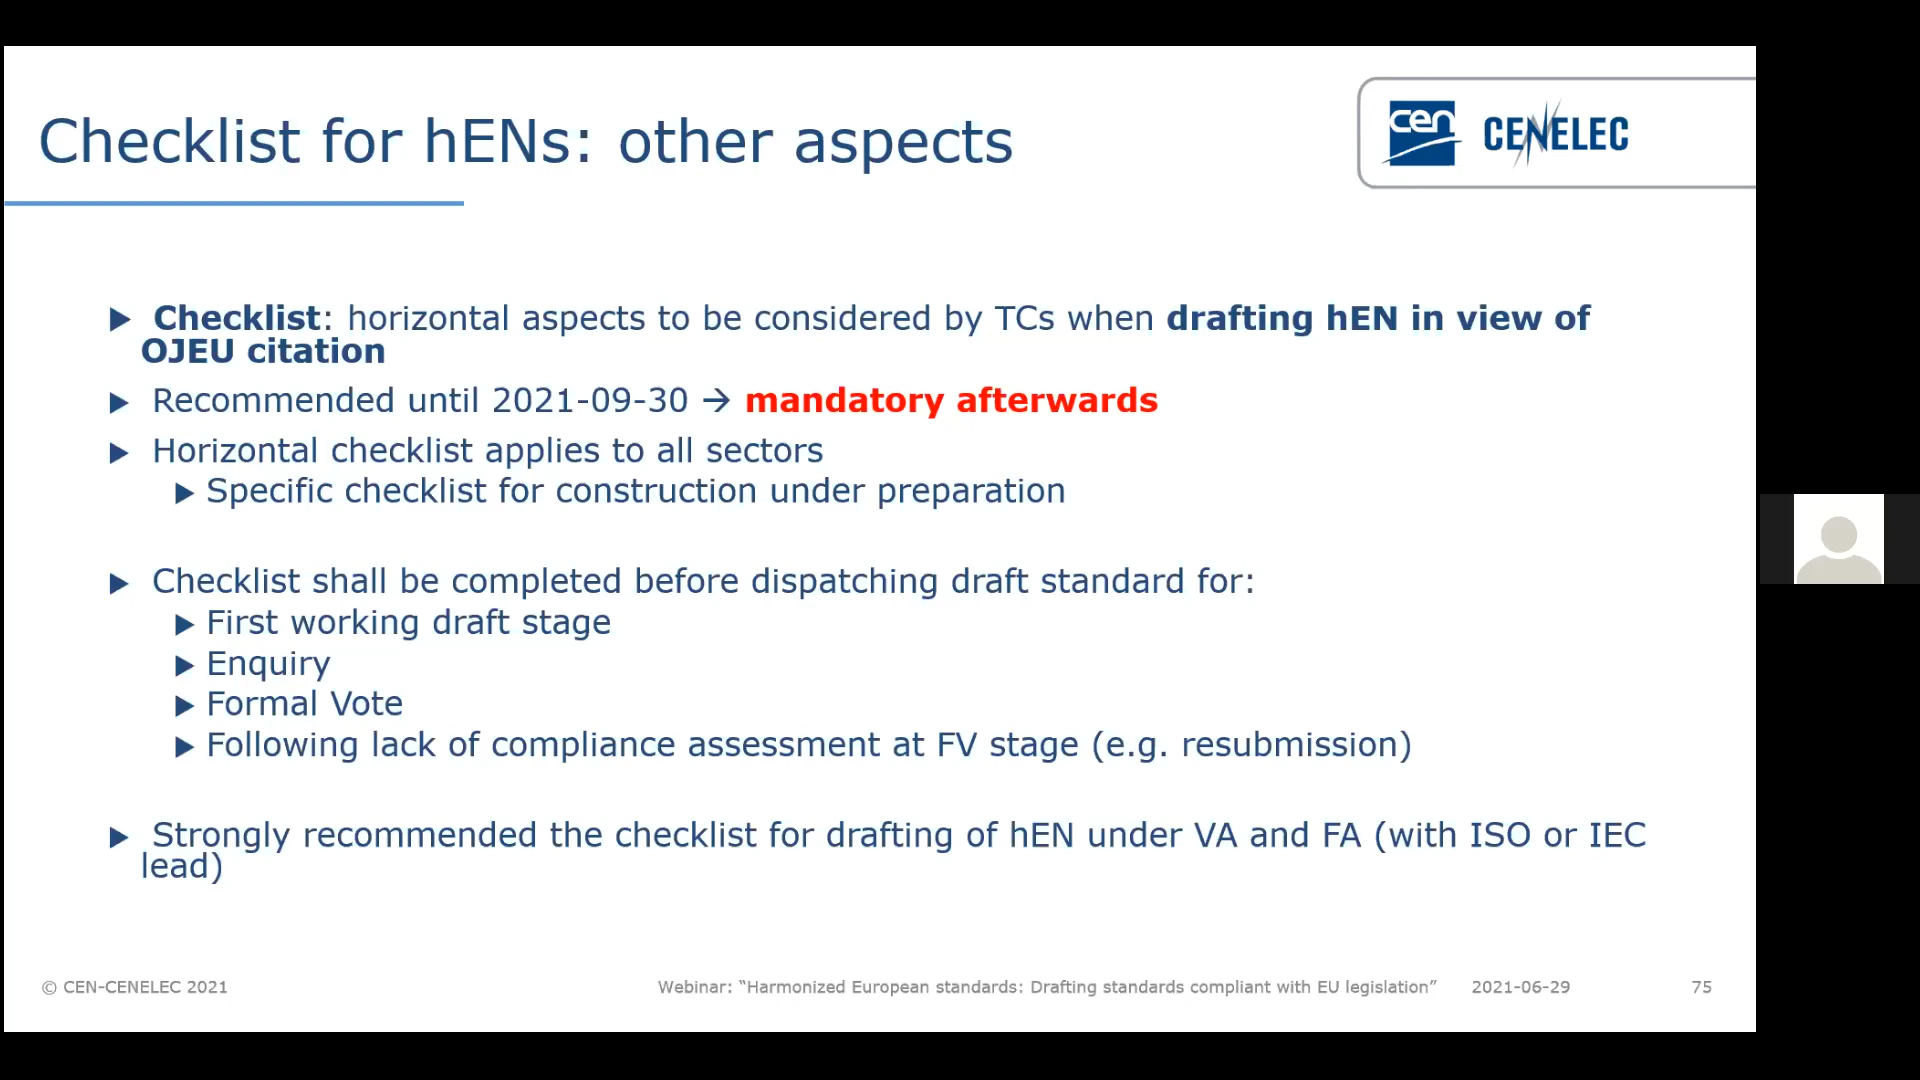 Checklist for hENs: other aspects
cen CENELEC
▶ Checklist: horizontal aspects to be considered by TCs when drafting hEN in view of
OJEU citation
▶ Recommended until 2021-09-30 → mandatory afterwards
▶ Horizontal checklist applies to all sectors
▶ Specific checklist for construction under preparation
▶ Checklist shall be completed before dispatching draft standard for:
▶ First working draft stage
▶ Enquiry
▶ Formal Vote
▶ Following lack of compliance assessment at FV stage (e.g. resubmission)
▶ Strongly recommended the checklist for drafting of hEN under VA and FA (with ISO or IEC
lead)
© CEN-CENELEC 2021 Webinar: “Harmonized European standards: Drafting standards compliant with EU legislation” 2021-06-29 75